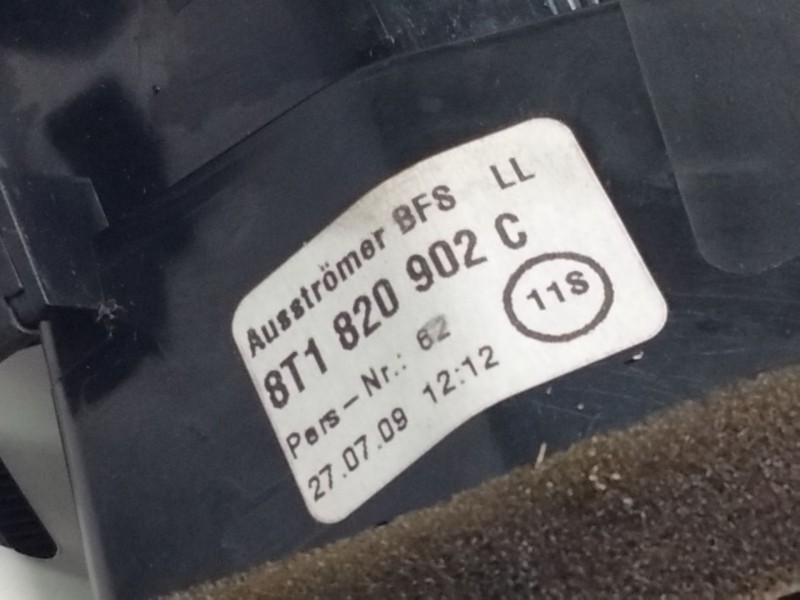 Ausströmer BFS LL
8T1 820 902 C
11S
Pers-Nr.: 62
27.07.09 12:12